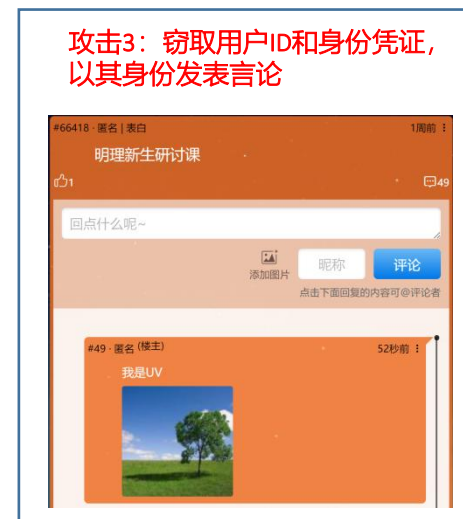 攻击3：窃取用户ID和身份凭证，
以其身份发表言论
#66418 · 匿名 | 表白
1周前
明理新生研讨课
1
49
回点什么呢~
添加图片
昵称
评论
点击下面回复的内容可@评论者
#49 · 匿名 (楼主)
52秒前
我是UV